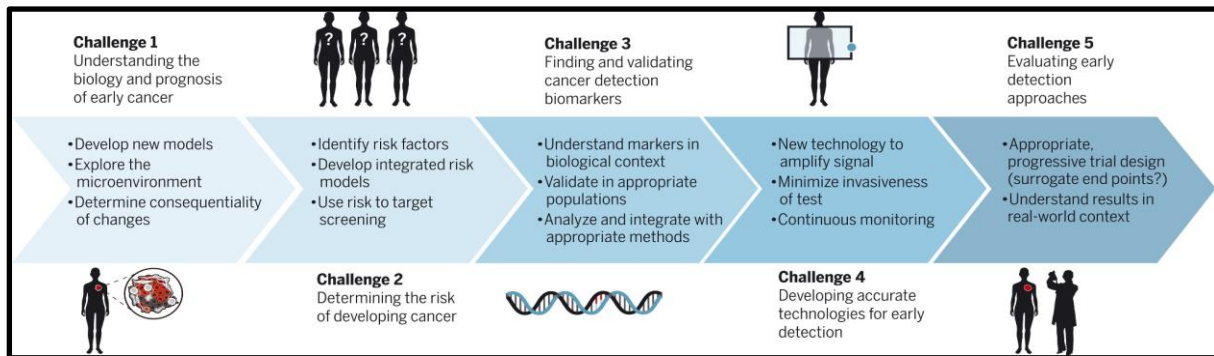 Challenge 1
Understanding the
biology and prognosis
of early cancer
• Develop new models
• Explore the
microenvironment
• Determine consequentiality
of changes
? ? ?
• Identify risk factors
• Develop integrated risk
models
• Use risk to target
screening
Challenge 2
Determining the risk
of developing cancer
Challenge 3
Finding and validating
cancer detection
biomarkers
• Understand markers in
biological context
• Validate in appropriate
populations
• Analyze and integrate with
appropriate methods
• New technology to
amplify signal
• Minimize invasiveness
of test
• Continuous monitoring
Challenge 4
Developing accurate
technologies for early
detection
Challenge 5
Evaluating early
detection
approaches
• Appropriate,
progressive trial design
(surrogate end points?)
• Understand results in
real-world context